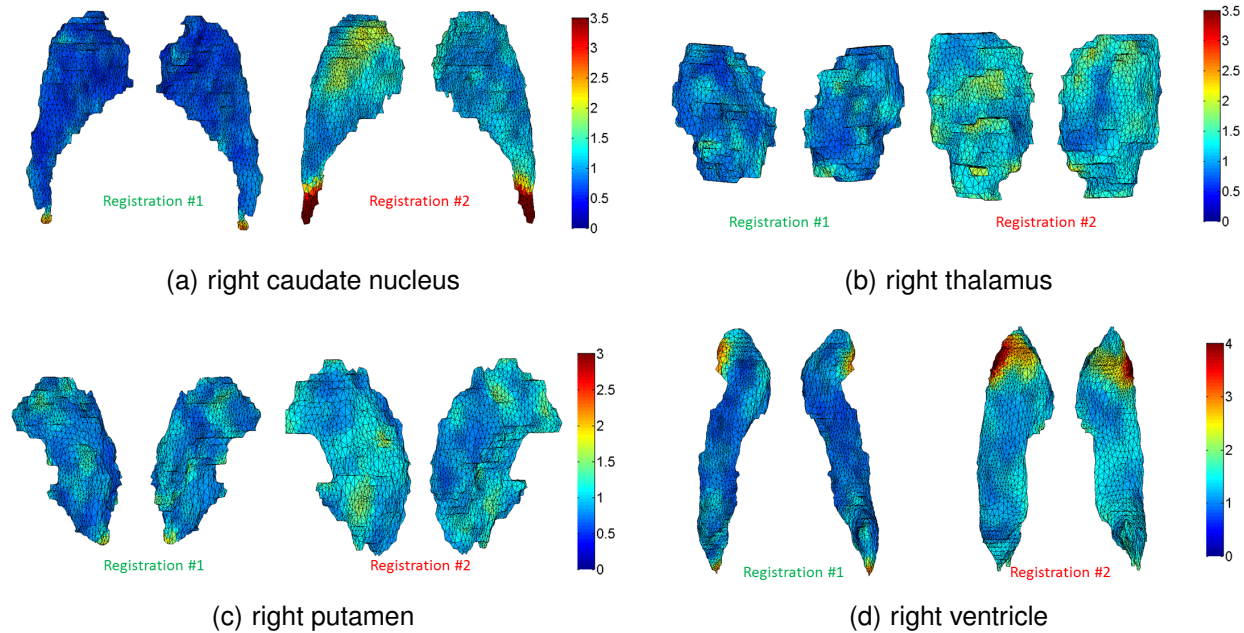 3.5
3
2.5
2
1.5
1
0.5
0
Registration #1
Registration #2
(a) right caudate nucleus
3.5
3
2.5
2
1.5
1
0.5
0
Registration #1
Registration #2
(b) right thalamus
3
2.5
2
1.5
1
0.5
0
Registration #1
Registration #2
(c) right putamen
4
3
2
1
0
Registration #1
Registration #2
(d) right ventricle